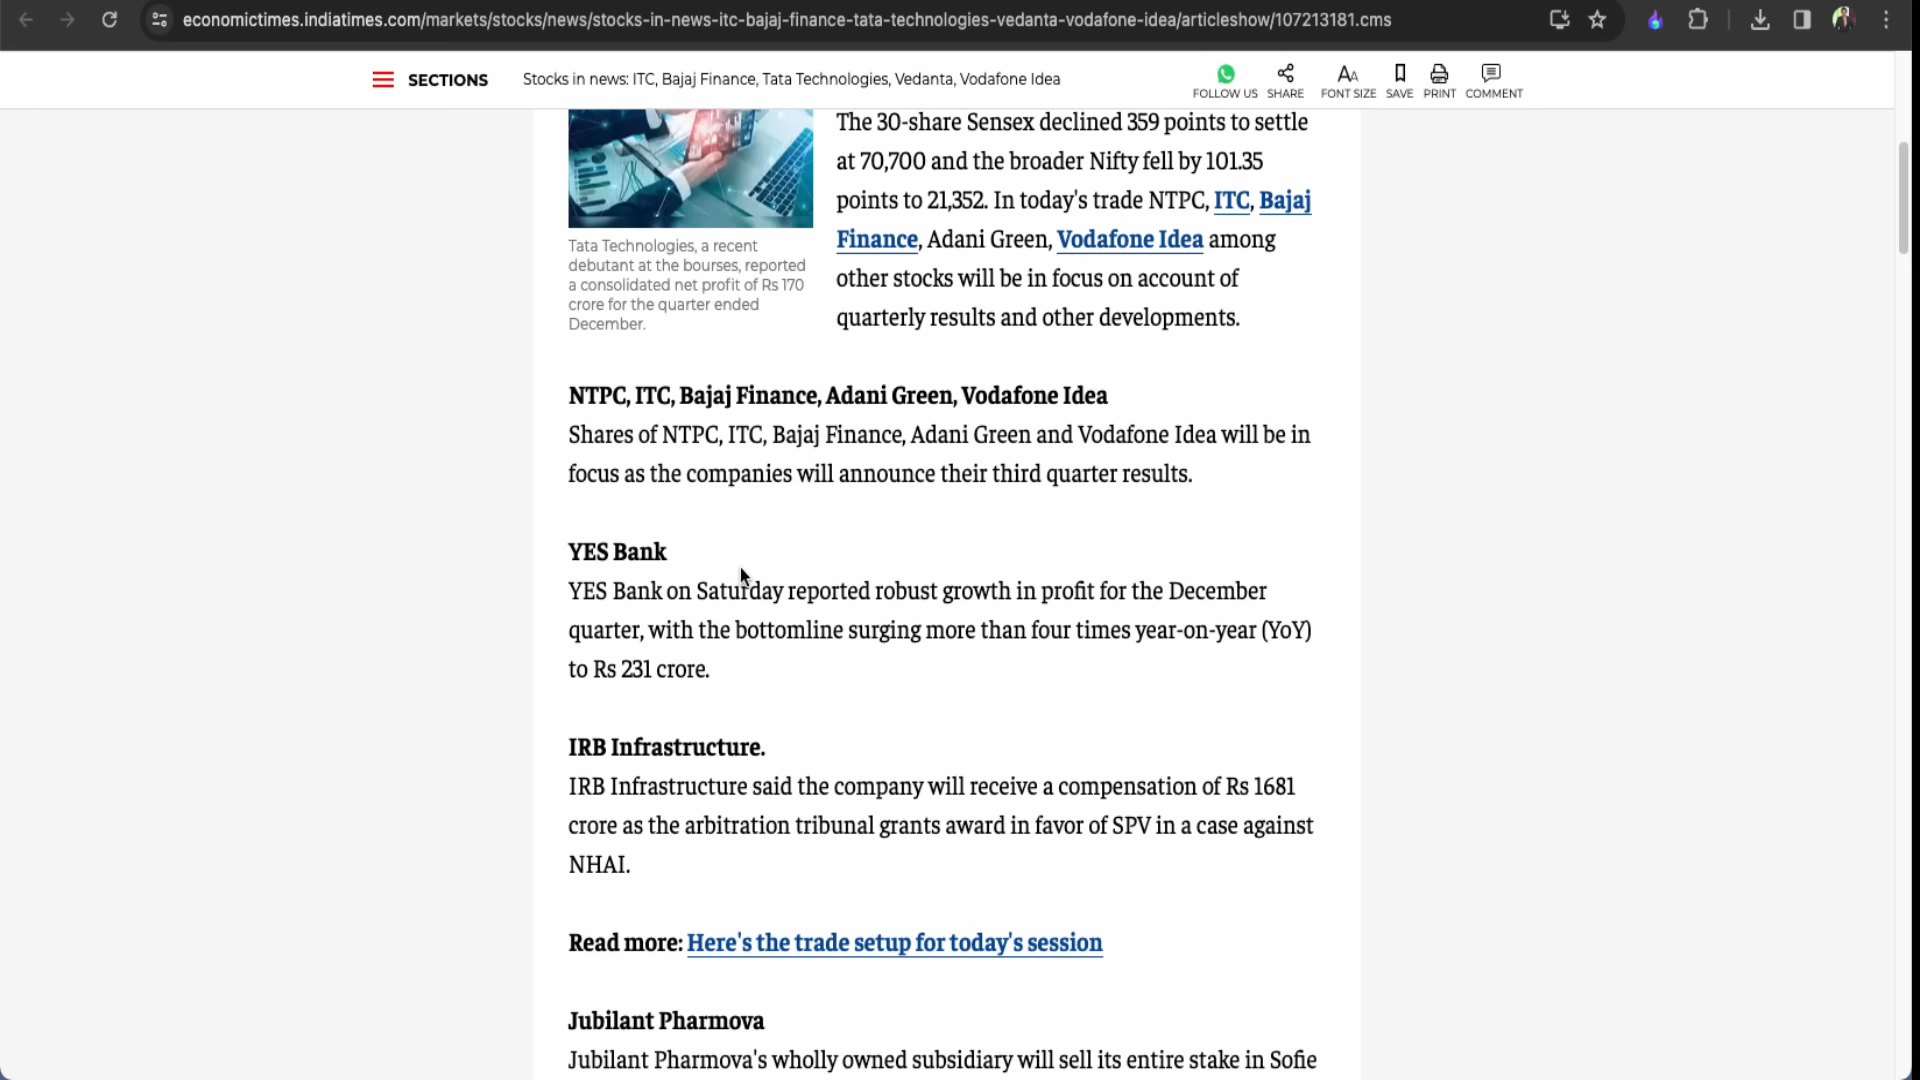 economictimes.indiatimes.com/markets/stocks/news/stocks-in-news-itc-bajaj-finance-tata-technologies-vedanta-vodafone-idea/articleshow/107213181.cms
SECTIONS
Stocks in news: ITC, Bajaj Finance, Tata Technologies, Vedanta, Vodafone Idea
FOLLOW US
SHARE
FONT SIZE
SAVE
PRINT
COMMENT
Tata Technologies, a recent
debutant at the bourses, reported
a consolidated net profit of Rs 170
crore for the quarter ended
December.
The 30-share Sensex declined 359 points to settle
at 70,700 and the broader Nifty fell by 101.35
points to 21,352. In today's trade NTPC, ITC, Bajaj
Finance, Adani Green, Vodafone Idea among
other stocks will be in focus on account of
quarterly results and other developments.
NTPC, ITC, Bajaj Finance, Adani Green, Vodafone Idea
Shares of NTPC, ITC, Bajaj Finance, Adani Green and Vodafone Idea will be in
focus as the companies will announce their third quarter results.
YES Bank
YES Bank on Saturday reported robust growth in profit for the December
quarter, with the bottomline surging more than four times year-on-year (YoY)
to Rs 231 crore.
IRB Infrastructure.
IRB Infrastructure said the company will receive a compensation of Rs 1681
crore as the arbitration tribunal grants award in favor of SPV in a case against
NHAI.
Read more: Here's the trade setup for today's session
Jubilant Pharmova
Jubilant Pharmova's wholly owned subsidiary will sell its entire stake in Sofie